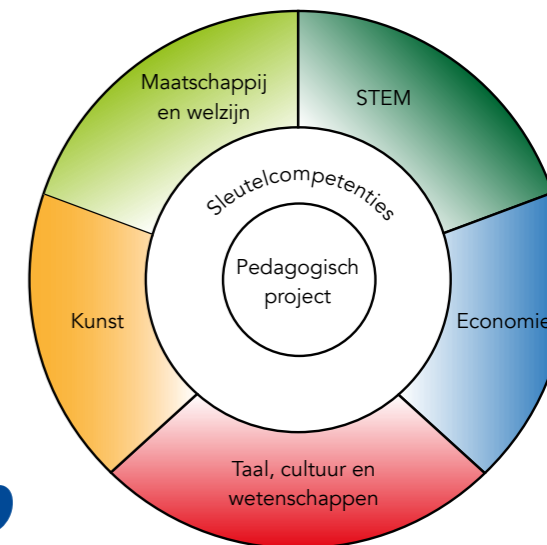 Maatschappij
en welzijn
STEM
Sleutelcompetenties
Pedagogisch
project
Kunst
Economie
Taal, cultuur en
wetenschappen